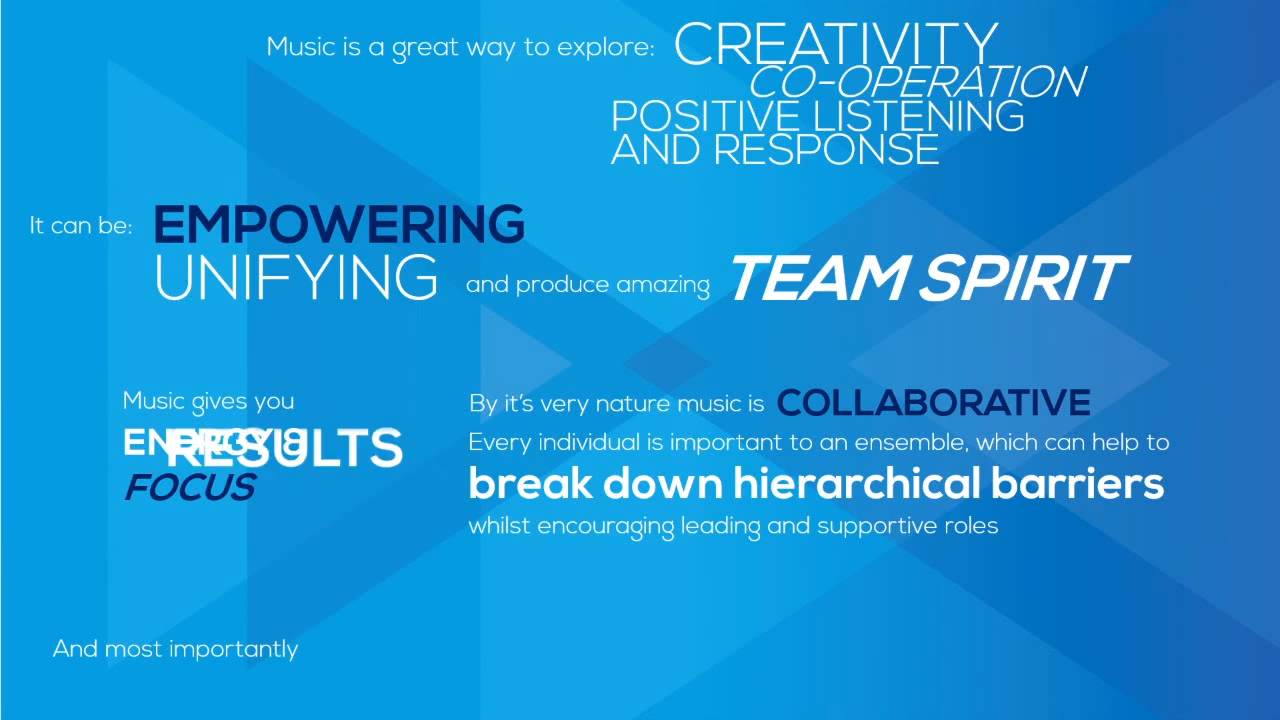 Music is a great way to explore: CREATIVITY
CO-OPERATION
POSITIVE LISTENING
AND RESPONSE
It can be: EMPOWERING
UNIFYING and produce amazing TEAM SPIRIT
Music gives you
ENERGY &
RESULTS
FOCUS
By it's very nature music is COLLABORATIVE
Every individual is important to an ensemble, which can help to
break down hierarchical barriers
whilst encouraging leading and supportive roles
And most importantly